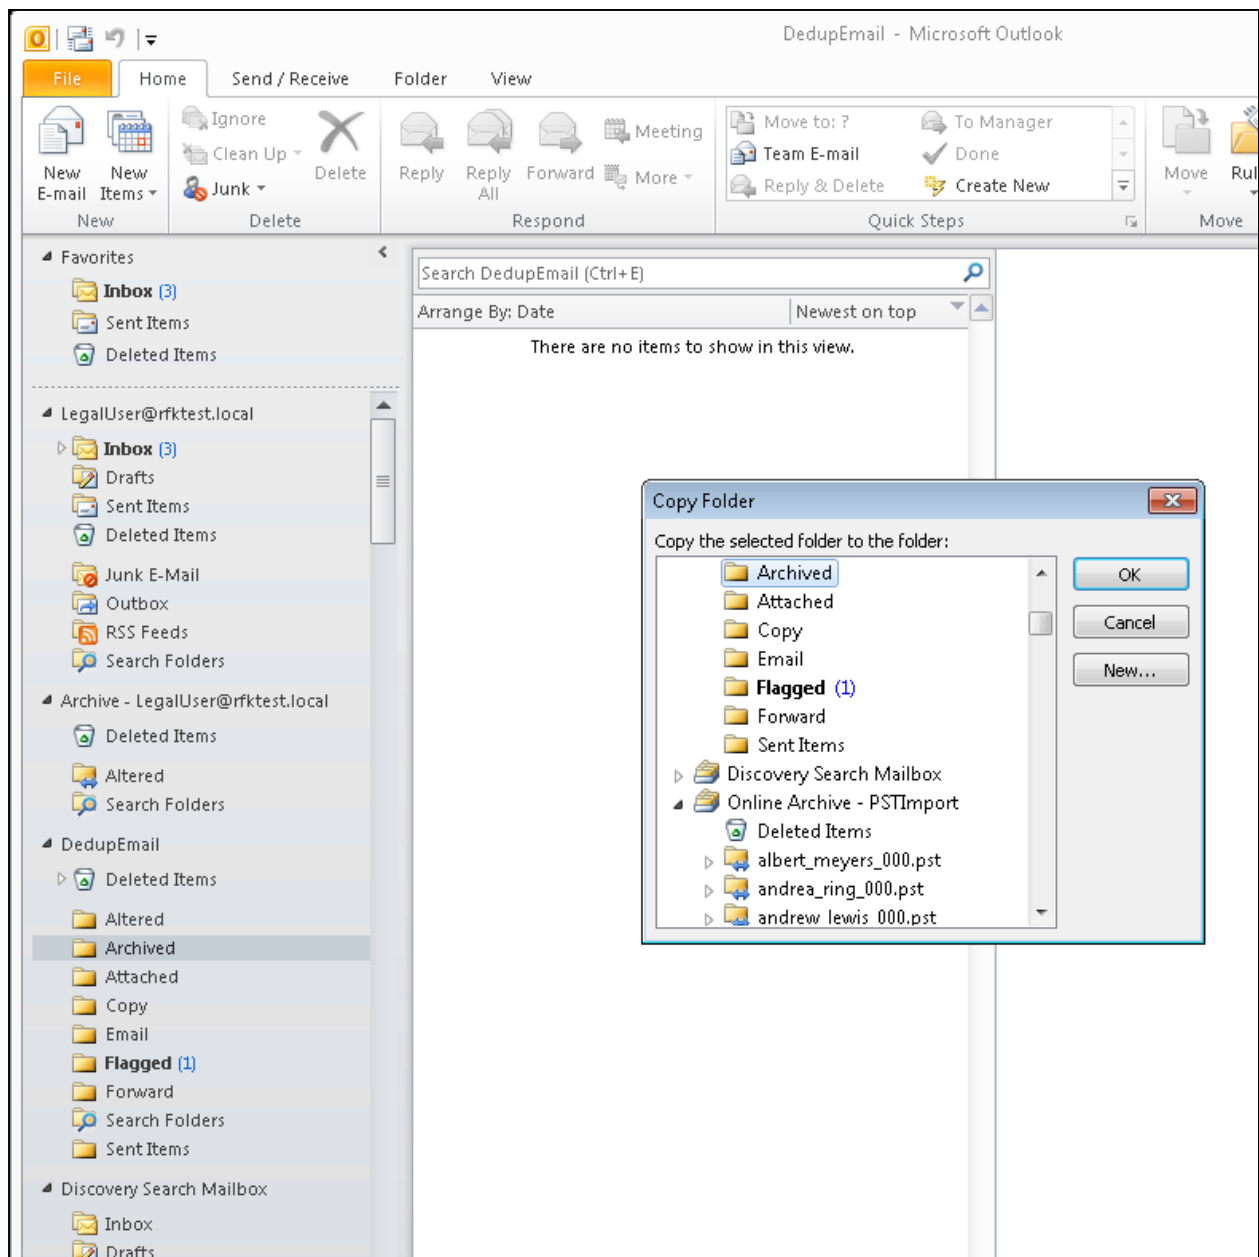 DedupEmail - Microsoft Outlook
File Home Send / Receive Folder View
New E-mail
New Items
Ignore
Clean Up
Junk
Delete
Reply
Reply All
Forward
Meeting
More
Move to: ?
Team E-mail
Reply & Delete
To Manager
Done
Create New
Move
Rul
New Delete Respond Quick Steps Move
Favorites
Inbox (3)
Sent Items
Deleted Items
LegalUser@rfktest.local
Inbox (3)
Drafts
Sent Items
Deleted Items
Junk E-Mail
Outbox
RSS Feeds
Search Folders
Archive - LegalUser@rfktest.local
Deleted Items
Altered
Search Folders
DedupEmail
Deleted Items
Altered
Archived
Attached
Copy
Email
Flagged (1)
Forward
Search Folders
Sent Items
Discovery Search Mailbox
Inbox
Drafts
Search DedupEmail (Ctrl+E)
Arrange By: Date Newest on top
There are no items to show in this view.
Copy Folder
Copy the selected folder to the folder:
Archived
Attached
Copy
Email
Flagged (1)
Forward
Sent Items
Discovery Search Mailbox
Online Archive - PSTImport
Deleted Items
albert_meyers_000.pst
andrea_ring_000.pst
andrew_lewis_000.pst
OK
Cancel
New...